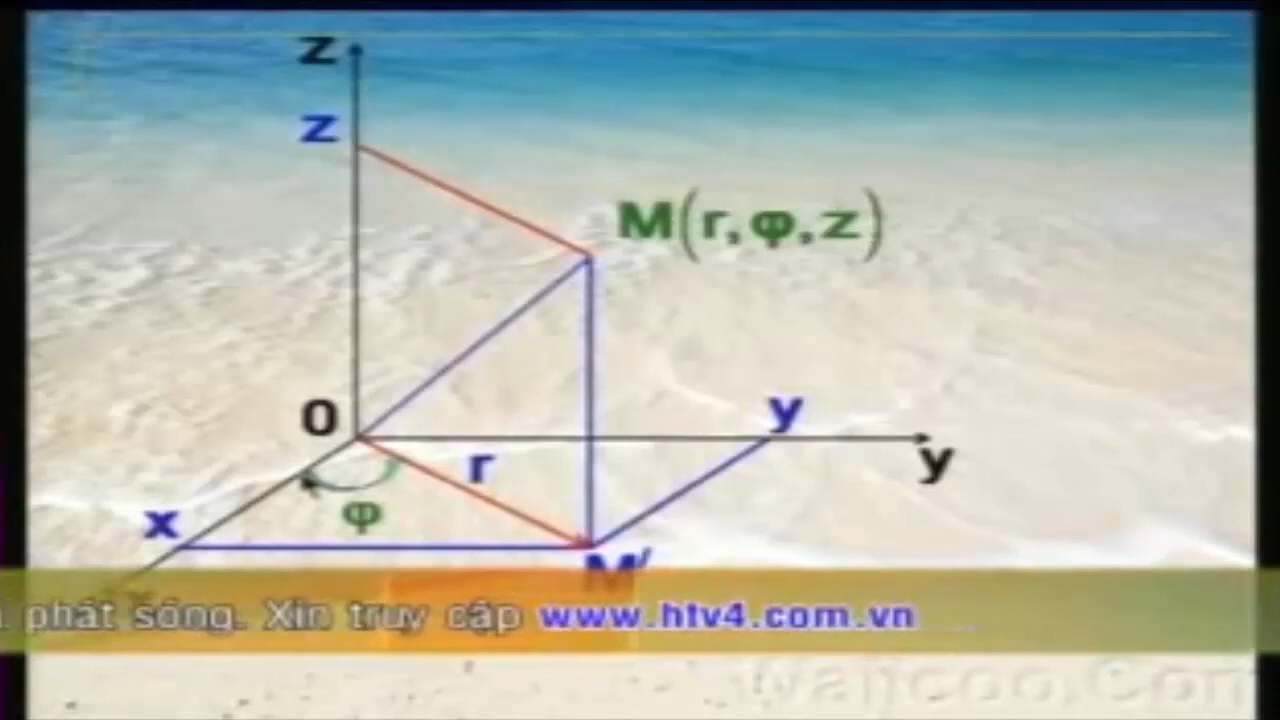 z
z
M(r,φ,z)
0
y
r
y
x
φ
M'
phát sóng. Xin truy cập www.htv4.com.vn